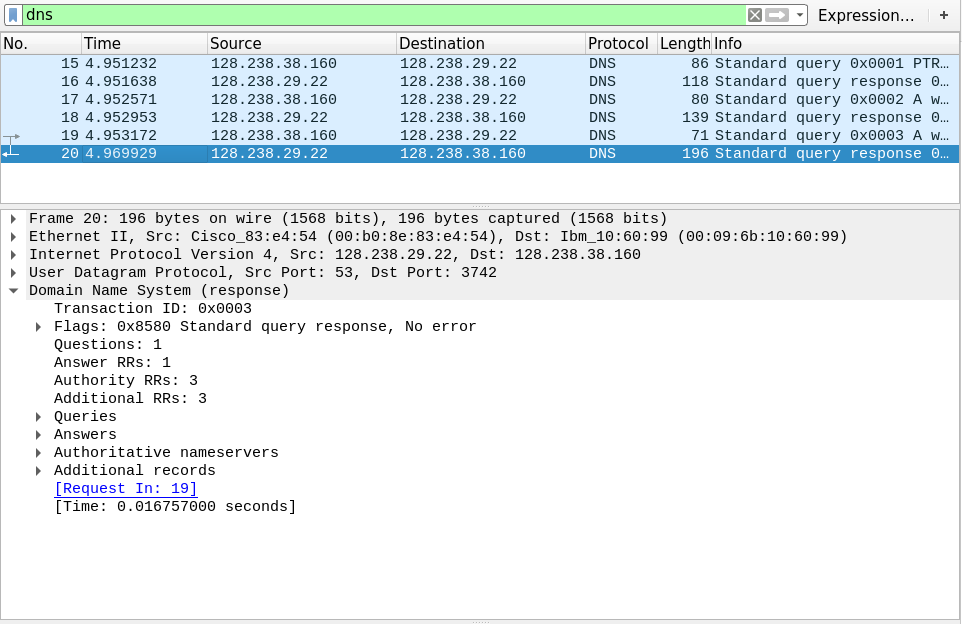 dns Expression… +
No. Time Source Destination Protocol Length Info
15 4.951232 128.238.38.160 128.238.29.22 DNS 86 Standard query 0x0001 PTR…
16 4.951638 128.238.29.22 128.238.38.160 DNS 118 Standard query response 0…
17 4.952571 128.238.38.160 128.238.29.22 DNS 80 Standard query 0x0002 A w…
18 4.952953 128.238.29.22 128.238.38.160 DNS 139 Standard query response 0…
19 4.953172 128.238.38.160 128.238.29.22 DNS 71 Standard query 0x0003 A w…
20 4.969929 128.238.29.22 128.238.38.160 DNS 196 Standard query response 0…
Frame 20: 196 bytes on wire (1568 bits), 196 bytes captured (1568 bits)
Ethernet II, Src: Cisco_83:e4:54 (00:b0:8e:83:e4:54), Dst: Ibm_10:60:99 (00:09:6b:10:60:99)
Internet Protocol Version 4, Src: 128.238.29.22, Dst: 128.238.38.160
User Datagram Protocol, Src Port: 53, Dst Port: 3742
Domain Name System (response)
Transaction ID: 0x0003
Flags: 0x8580 Standard query response, No error
Questions: 1
Answer RRs: 1
Authority RRs: 3
Additional RRs: 3
Queries
Answers
Authoritative nameservers
Additional records
[Request In: 19]
[Time: 0.016757000 seconds]